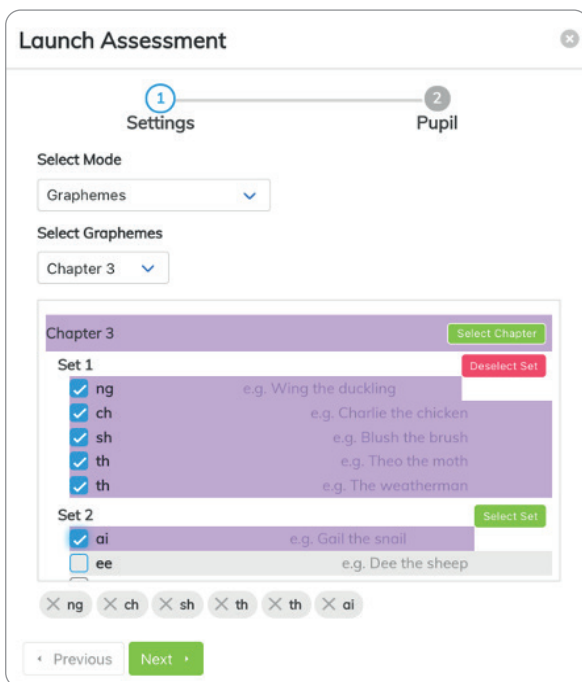 Launch Assessment
1 2
Settings Pupil
Select Mode
Graphemes
Select Graphemes
Chapter 3
Chapter 3 Select Chapter
Set 1 Deselect Set
ng e.g. Wing the duckling
ch e.g. Charlie the chicken
sh e.g. Blush the brush
th e.g. Theo the moth
th e.g. The weatherman
Set 2 Select Set
ai e.g. Gail the snail
ee e.g. Dee the sheep
ng ch sh th th ai
Previous Next